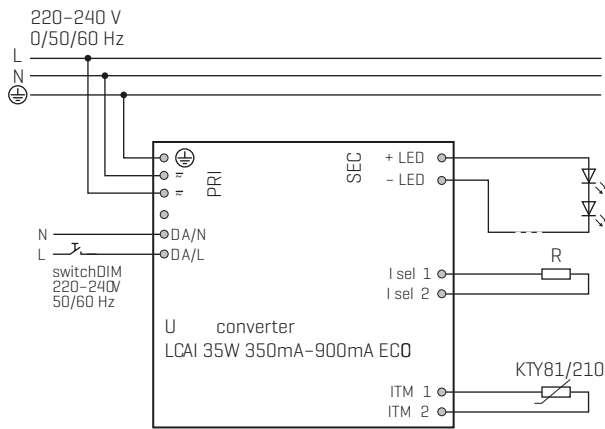 220–240 V
0/50/60 Hz
L
N
PRI
SEC
+ LED
– LED
≂
≂
N
DA/N
L
DA/L
switchDIM
220–240V
50/60 Hz
I sel 1
R
I sel 2
U converter
LCAI 35W 350mA–900mA ECO
KTY81/210
ITM 1
ITM 2